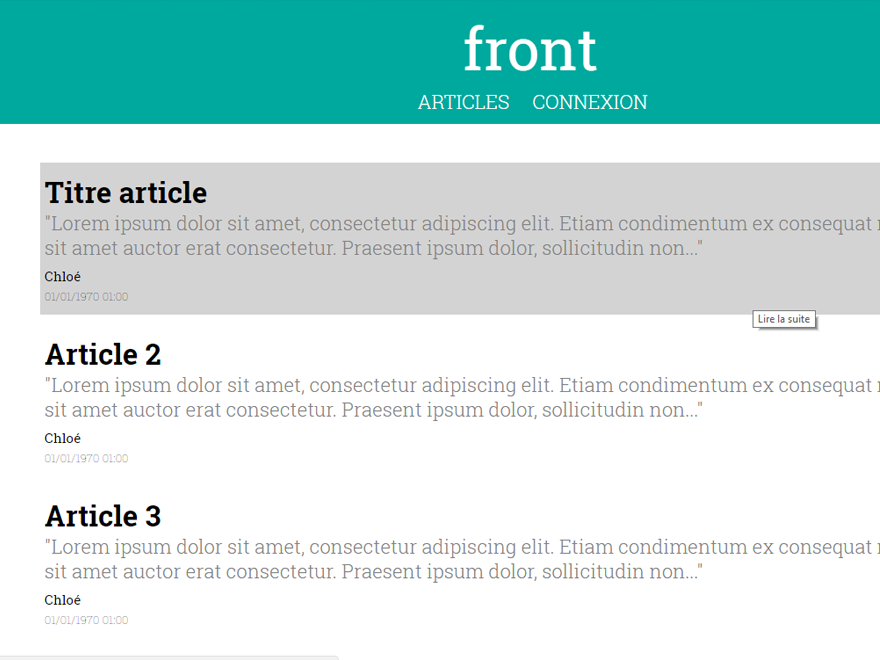 front
ARTICLES CONNEXION
Titre article
"Lorem ipsum dolor sit amet, consectetur adipiscing elit. Etiam condimentum ex consequat
sit amet auctor erat consectetur. Praesent ipsum dolor, sollicitudin non..."
Chloé
01/01/1970 01:00
Lire la suite
Article 2
"Lorem ipsum dolor sit amet, consectetur adipiscing elit. Etiam condimentum ex consequat
sit amet auctor erat consectetur. Praesent ipsum dolor, sollicitudin non..."
Chloé
01/01/1970 01:00
Article 3
"Lorem ipsum dolor sit amet, consectetur adipiscing elit. Etiam condimentum ex consequat
sit amet auctor erat consectetur. Praesent ipsum dolor, sollicitudin non..."
Chloé
01/01/1970 01:00